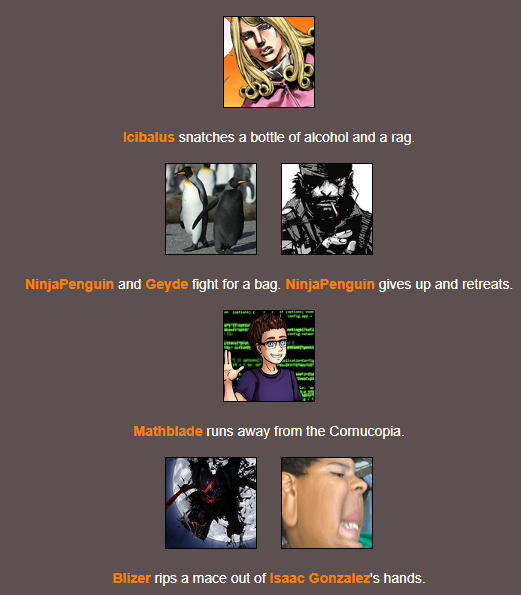 Icibalus snatches a bottle of alcohol and a rag.
NinjaPenguin and Geyde fight for a bag. NinjaPenguin gives up and retreats.
Mathblade runs away from the Cornucopia.
Blizer rips a mace out of Isaac Gonzalez's hands.